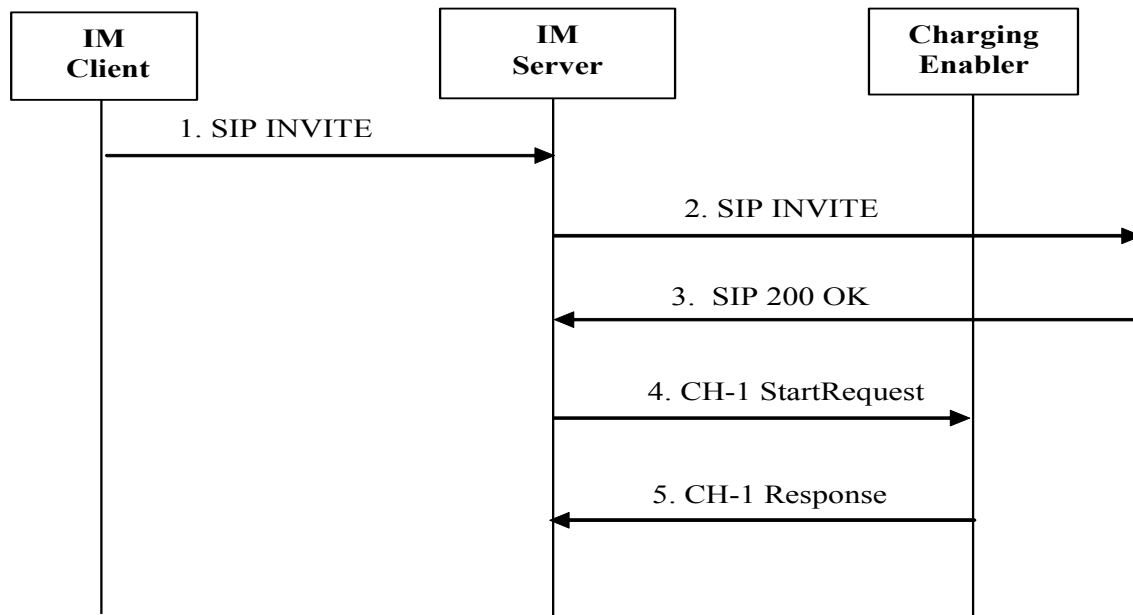 IM
Client
IM
Server
Charging
Enabler
1. SIP INVITE
2. SIP INVITE
3. SIP 200 OK
4. CH-1 StartRequest
5. CH-1 Response